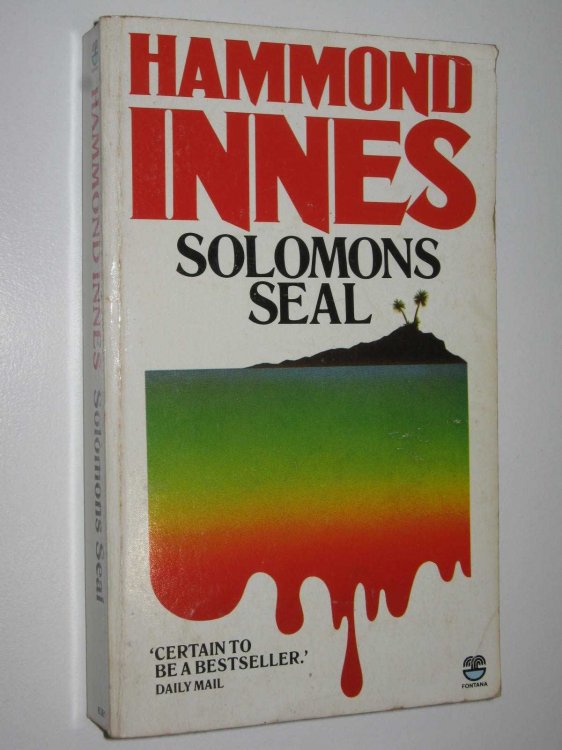 HAMMOND
INNES
SOLOMONS
SEAL
'CERTAIN TO
BE A BESTSELLER.'
DAILY MAIL
FONTANA
HAMMOND INNES Solomons Seal